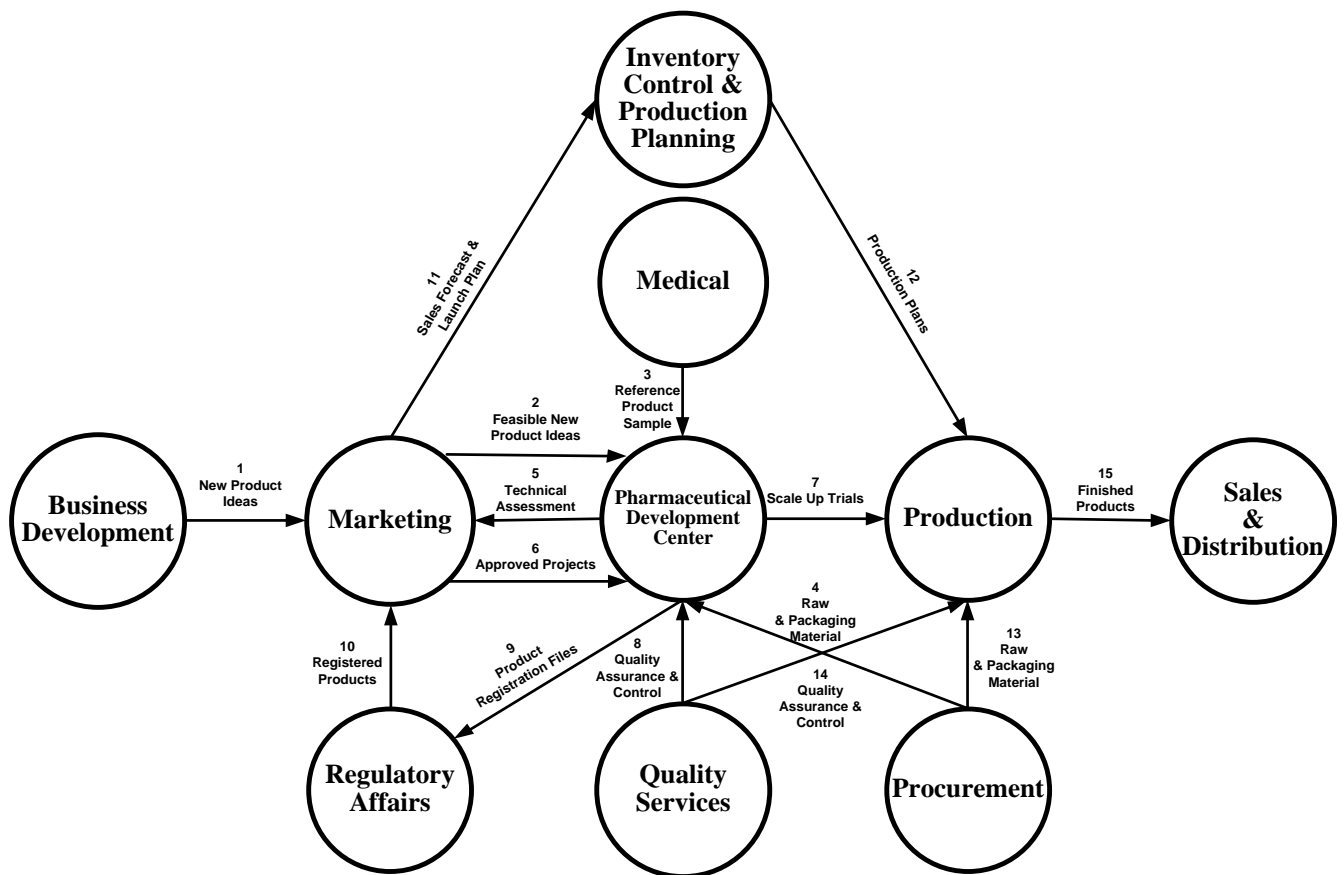 Inventory
Control &
Production
Planning
Medical
11
Sales Forecast &
Launch Plan
12
Production Plans
3
Reference
Product
Sample
2
Feasible New
Product Ideas
1
New Product
Ideas
5
Technical
Assessment
6
Approved Projects
7
Scale Up Trials
15
Finished
Products
Business
Development
Marketing
Pharmaceutical
Development
Center
Production
Sales
&
Distribution
10
Registered
Products
9
Product
Registration Files
8
Quality
Assurance &
Control
4
Raw
& Packaging
Material
14
Quality
Assurance &
Control
13
Raw
& Packaging
Material
Regulatory
Affairs
Quality
Services
Procurement